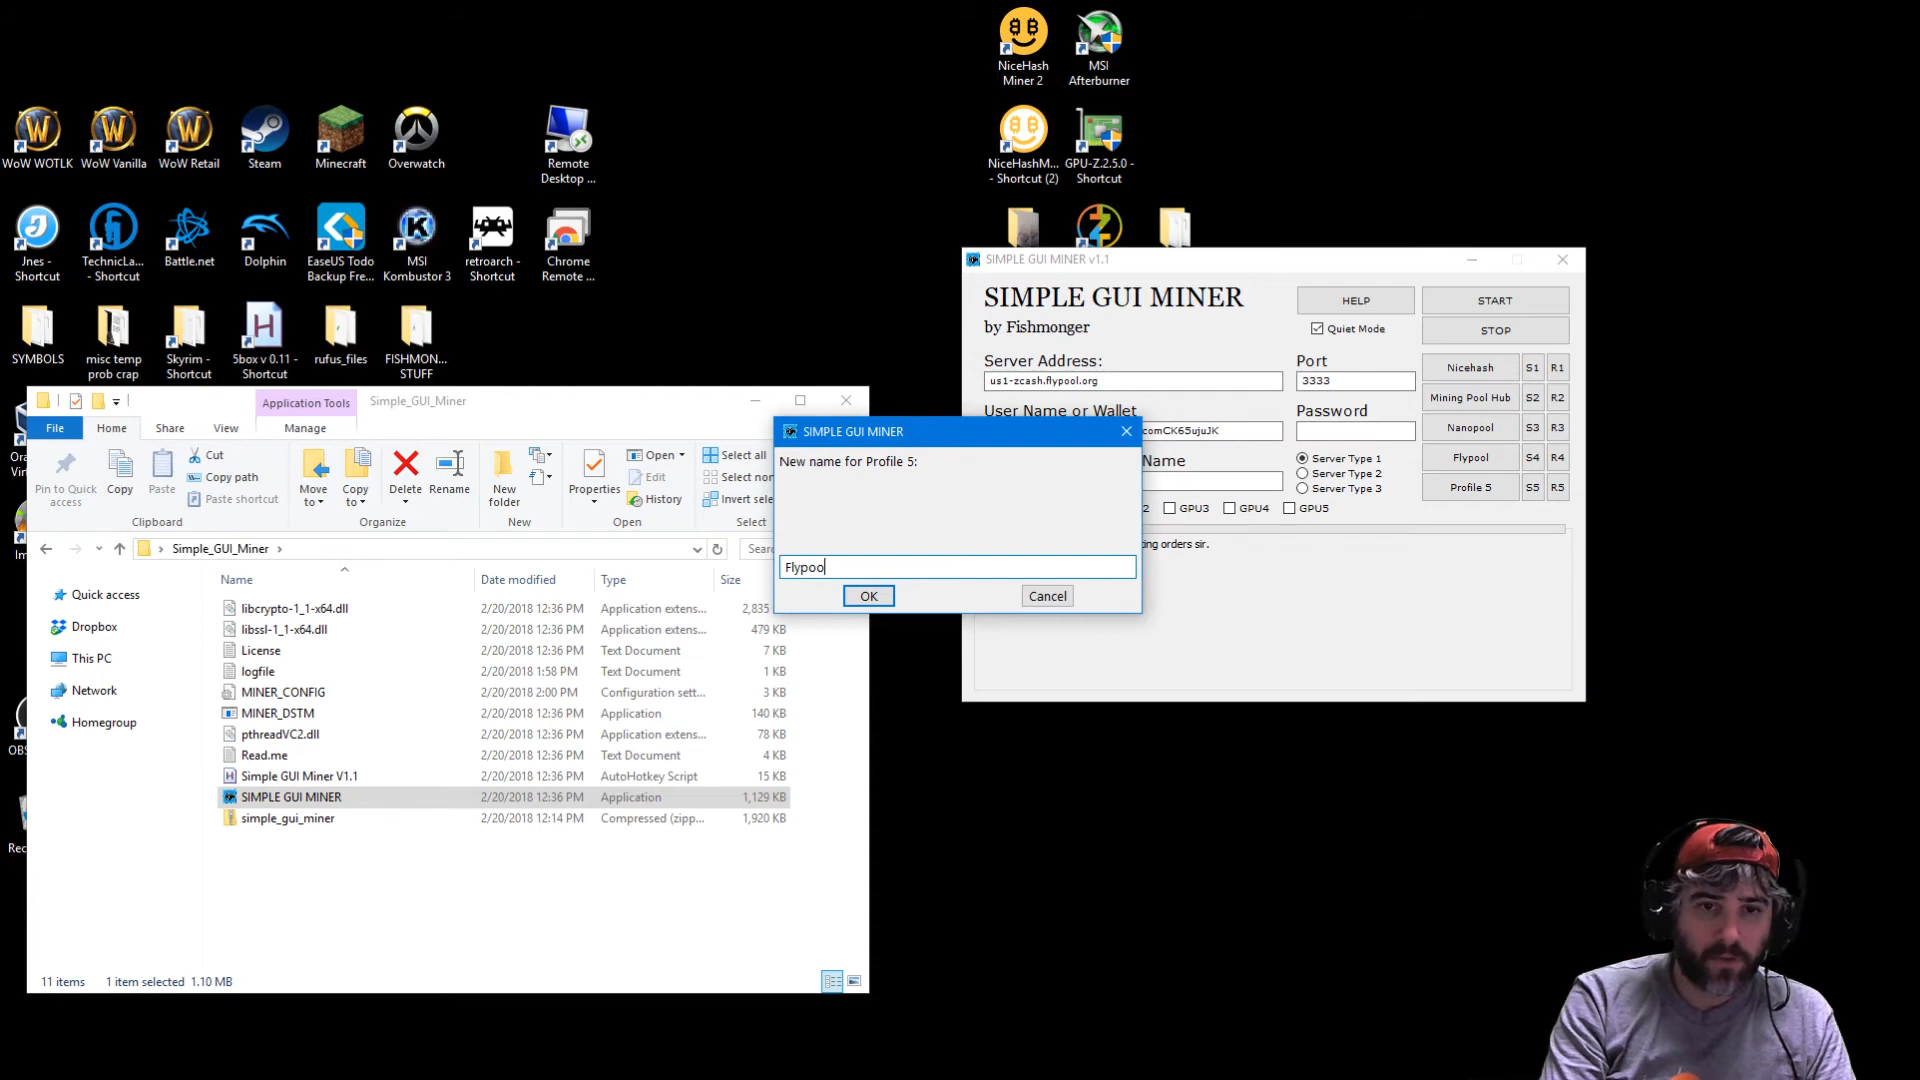 NiceHash
Miner 2
MSI
Afterburner
WoW WOTLK
WoW Vanilla
WoW Retail
Steam
Minecraft
Overwatch
Remote
Desktop ...
NiceHashM...
- Shortcut (2)
GPU-Z.2.5.0 -
Shortcut
Jnes -
Shortcut
TechnicLa...
- Shortcut
Battle.net
Dolphin
EaseUS Todo
Backup Fre...
MSI
Kombustor 3
retroarch -
Shortcut
Chrome
Remote ...
SYMBOLS
misc temp
prob crap
Skyrim -
Shortcut
5box v 0.11 -
Shortcut
rufus_files
FISHMON...
STUFF
SIMPLE GUI MINER v1.1
SIMPLE GUI MINER
by Fishmonger
HELP
START
Quiet Mode
STOP
Server Address:
Port
us1-zcash.flypool.org
3333
User Name or Wallet
Password
comCK65ujuJK
Name
Server Type 1
Server Type 2
Server Type 3
2
GPU3
GPU4
GPU5
ing orders sir.
Nicehash S1 R1
Mining Pool Hub S2 R2
Nanopool S3 R3
Flypool S4 R4
Profile 5 S5 R5
SIMPLE GUI MINER
New name for Profile 5:
Flypoo
OK
Cancel
Application Tools
Simple_GUI_Miner
File
Home
Share
View
Manage
Pin to Quick
access
Copy
Paste
Cut
Copy path
Paste shortcut
Clipboard
Move
to
Copy
to
Delete
Rename
Organize
New
folder
New
Properties
Open
Edit
History
Open
Select all
Select non
Invert sele
Select
Simple_GUI_Miner
Sear
Quick access
Dropbox
This PC
Network
Homegroup
Name Date modified Type Size
libcrypto-1_1-x64.dll 2/20/2018 12:36 PM Application extens... 2,835
libssl-1_1-x64.dll 2/20/2018 12:36 PM Application extens... 479 KB
License 2/20/2018 12:36 PM Text Document 7 KB
logfile 2/20/2018 1:58 PM Text Document 1 KB
MINER_CONFIG 2/20/2018 2:00 PM Configuration sett... 3 KB
MINER_DSTM 2/20/2018 12:36 PM Application 140 KB
pthreadVC2.dll 2/20/2018 12:36 PM Application extens... 78 KB
Read.me 2/20/2018 12:36 PM Text Document 4 KB
Simple GUI Miner V1.1 2/20/2018 12:36 PM AutoHotkey Script 15 KB
SIMPLE GUI MINER 2/20/2018 12:36 PM Application 1,129 KB
simple_gui_miner 2/20/2018 12:14 PM Compressed (zipp... 1,920 KB
11 items
1 item selected 1.10 MB
Ora
Virt
Im
OBS
Rec